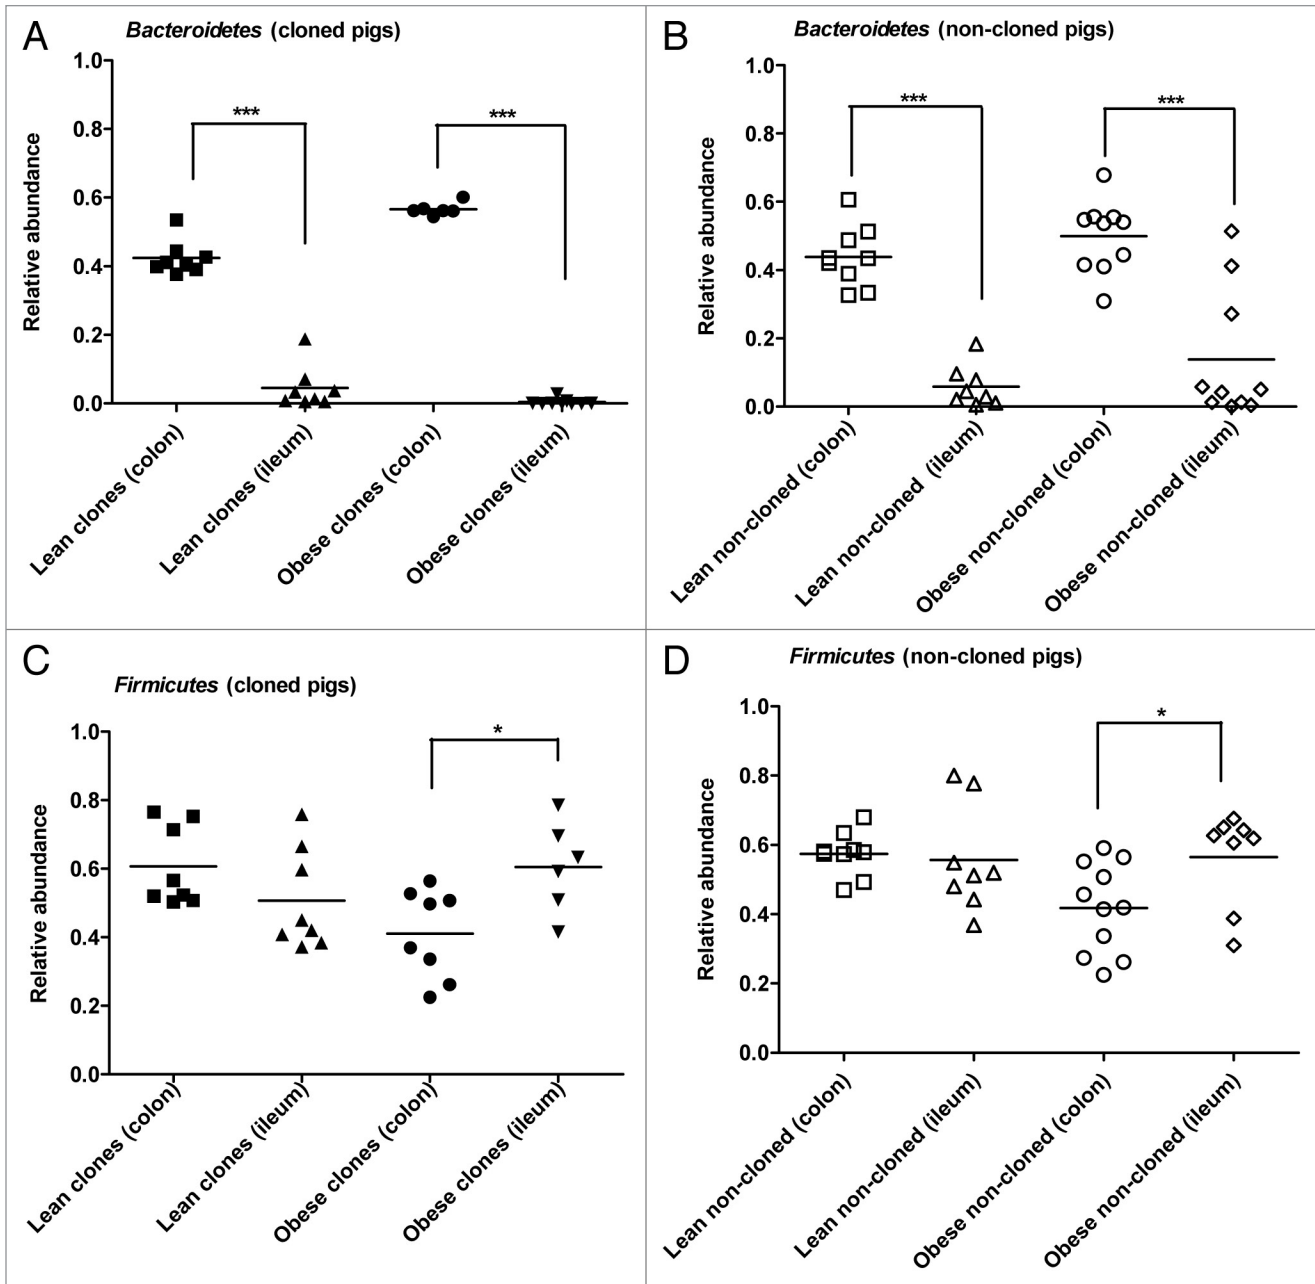 A
Bacteroidetes (cloned pigs)
Relative abundance
1.0
0.8
0.6
0.4
0.2
0.0
***
***
Lean clones (colon)
Lean clones (ileum)
Obese clones (colon)
Obese clones (ileum)
B
Bacteroidetes (non-cloned pigs)
Relative abundance
1.0
0.8
0.6
0.4
0.2
0.0
***
***
Lean non-cloned (colon)
Lean non-cloned (ileum)
Obese non-cloned (colon)
Obese non-cloned (ileum)
C
Firmicutes (cloned pigs)
Relative abundance
1.0
0.8
0.6
0.4
0.2
0.0
*
Lean clones (colon)
Lean clones (ileum)
Obese clones (colon)
Obese clones (ileum)
D
Firmicutes (non-cloned pigs)
Relative abundance
1.0
0.8
0.6
0.4
0.2
0.0
*
Lean non-cloned (colon)
Lean non-cloned (ileum)
Obese non-cloned (colon)
Obese non-cloned (ileum)